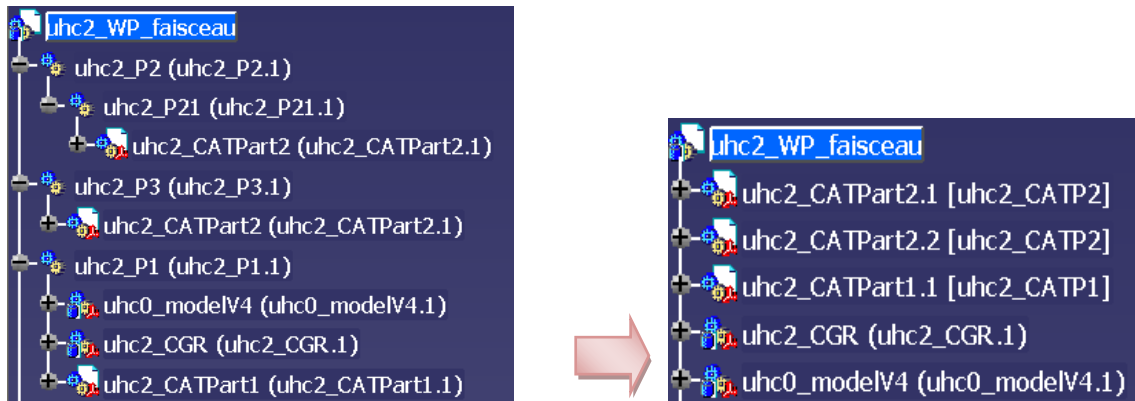 uhc2_WP_faisceau
uhc2_P2 (uhc2_P2.1)
uhc2_P21 (uhc2_P21.1)
uhc2_CATPart2 (uhc2_CATPart2.1)
uhc2_P3 (uhc2_P3.1)
uhc2_CATPart2 (uhc2_CATPart2.1)
uhc2_P1 (uhc2_P1.1)
uhc0_modelV4 (uhc0_modelV4.1)
uhc2_CGR (uhc2_CGR.1)
uhc2_CATPart1 (uhc2_CATPart1.1)
uhc2_WP_faisceau
uhc2_CATPart2.1 [uhc2_CATP2]
uhc2_CATPart2.2 [uhc2_CATP2]
uhc2_CATPart1.1 [uhc2_CATP1]
uhc2_CGR (uhc2_CGR.1)
uhc0_modelV4 (uhc0_modelV4.1)